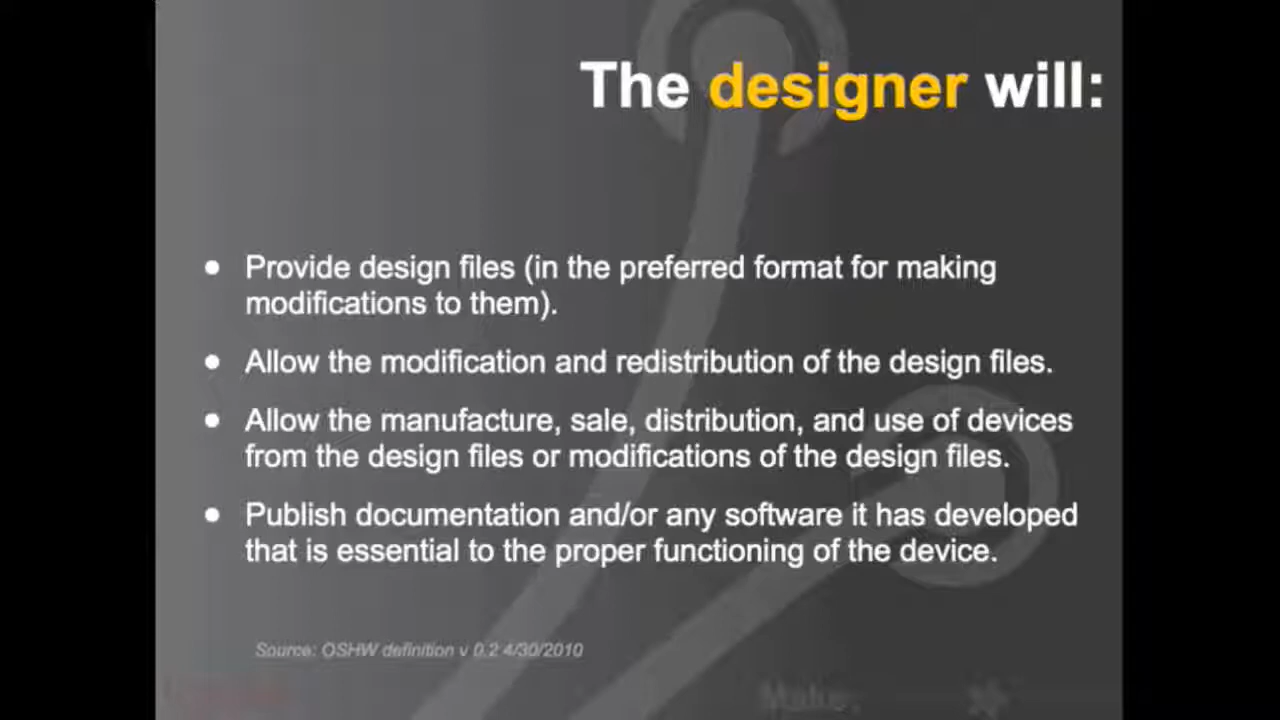 The designer will:
● Provide design files (in the preferred format for making
modifications to them).
● Allow the modification and redistribution of the design files.
● Allow the manufacture, sale, distribution, and use of devices
from the design files or modifications of the design files.
● Publish documentation and/or any software it has developed
that is essential to the proper functioning of the device.
Source: OSHW definition v 0.2 4/30/2010
Make: